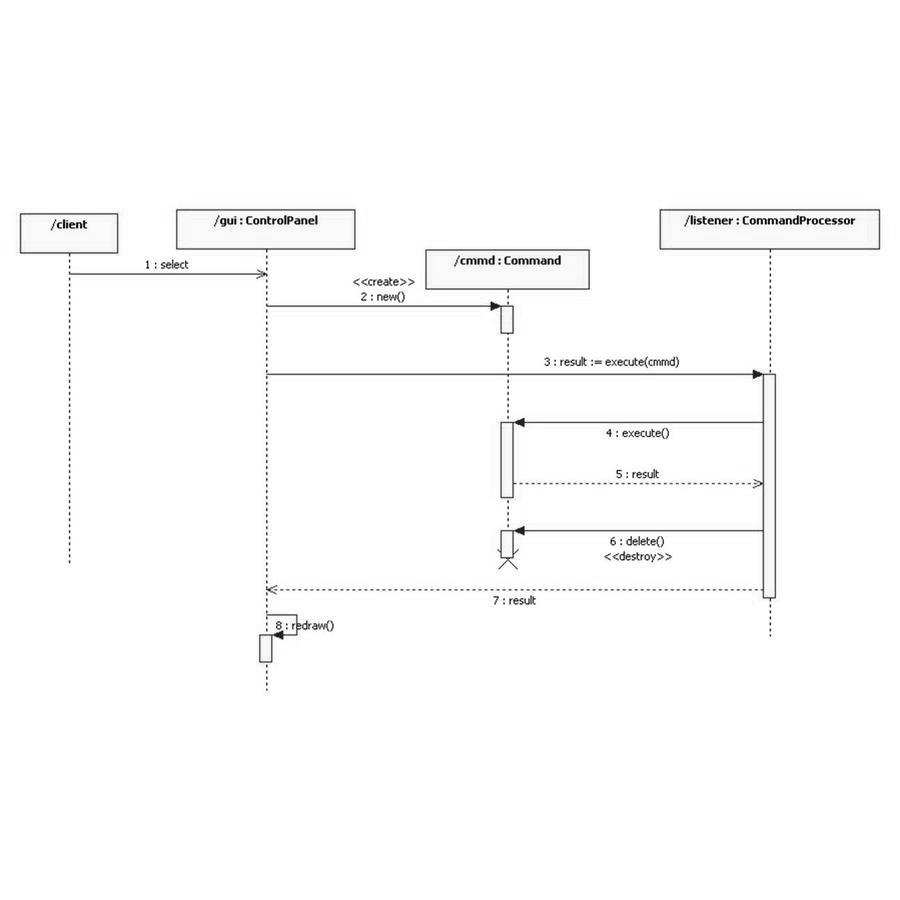 /client
/gui : ControlPanel
/listener : CommandProcessor
/cmmd : Command
1 : select
<<create>>
2 : new()
3 : result := execute(cmmd)
4 : execute()
5 : result
6 : delete()
<<destroy>>
7 : result
8 : redraw()